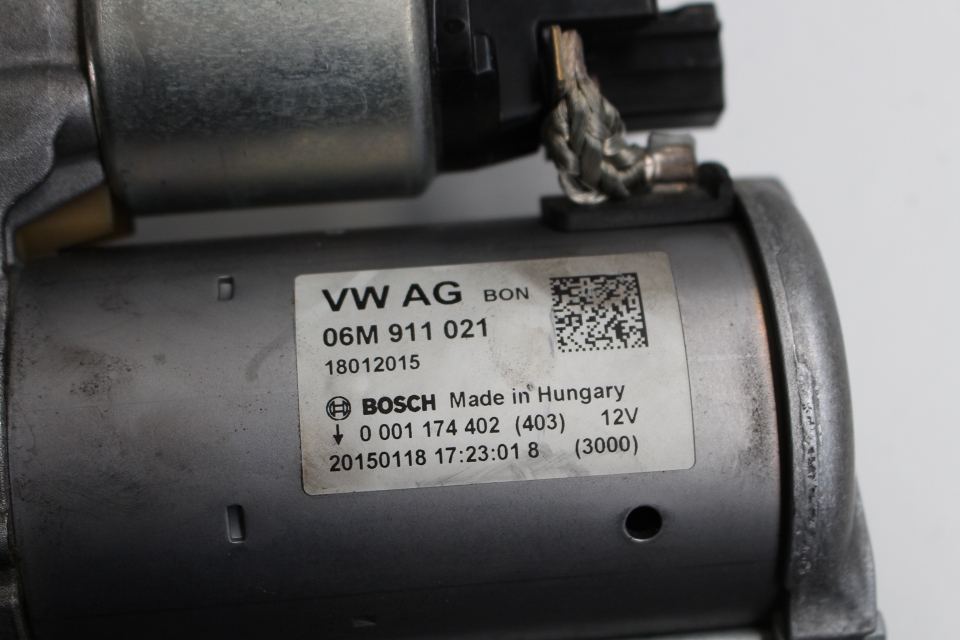 VW AG BON
06M 911 021
18012015
BOSCH Made in Hungary
0 001 174 402 (403) 12V
20150118 17:23:01 8 (3000)